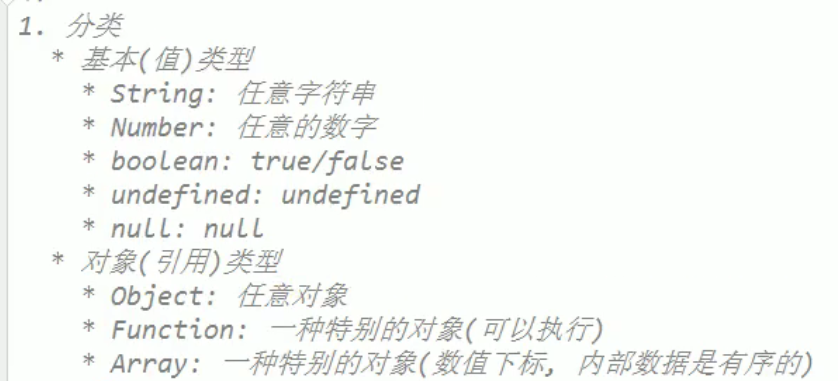 1. 分类
* 基本(值)类型
* String: 任意字符串
* Number: 任意的数字
* boolean: true/false
* undefined: undefined
* null: null
* 对象(引用)类型
* Object: 任意对象
* Function: 一种特别的对象(可以执行)
* Array: 一种特别的对象(数值下标, 内部数据是有序的)